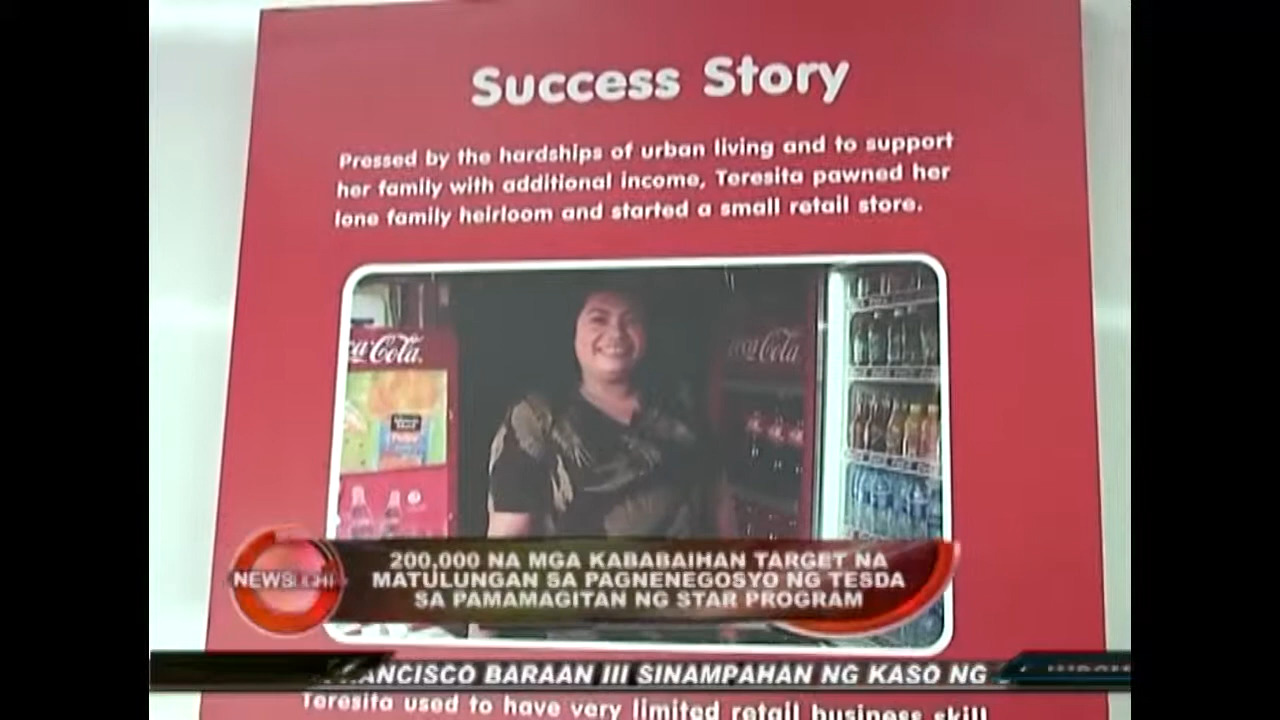 Success Story
Pressed by the hardships of urban living and to support
her family with additional income, Teresita pawned her
lone family heirloom and started a small retail store.
Coca-Cola
200,000 NA MGA KABABAIHAN TARGET NA
MATULUNGAN SA PAGNENEGOSYO NG TESDA
SA PAMAMAGITAN NG STAR PROGRAM
BARAAN III SINAMPAHAN NG KASO NG
Teresita used to have very limited retail business skill